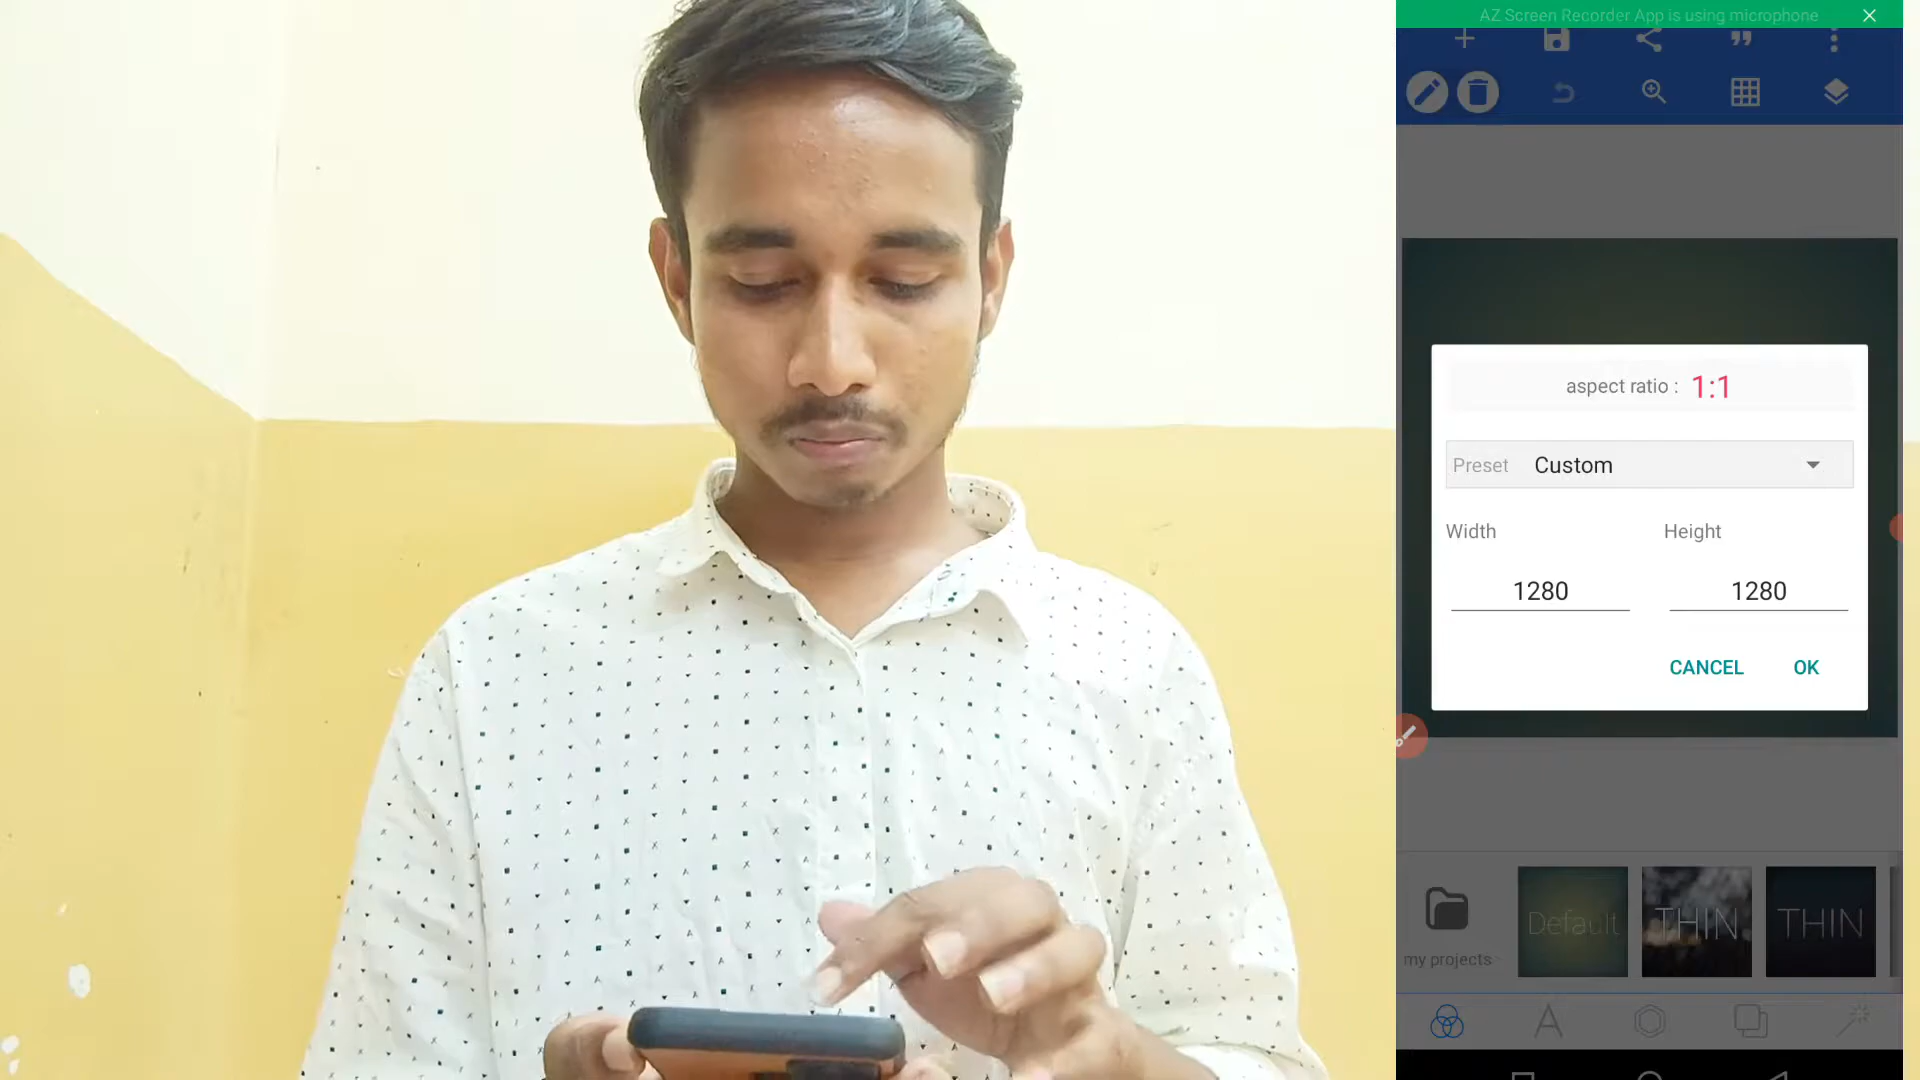 AZ Screen Recorder App is using microphone
aspect ratio : 1:1
Preset Custom
Width Height
1280 1280
CANCEL OK
my projects Default THIN THIN